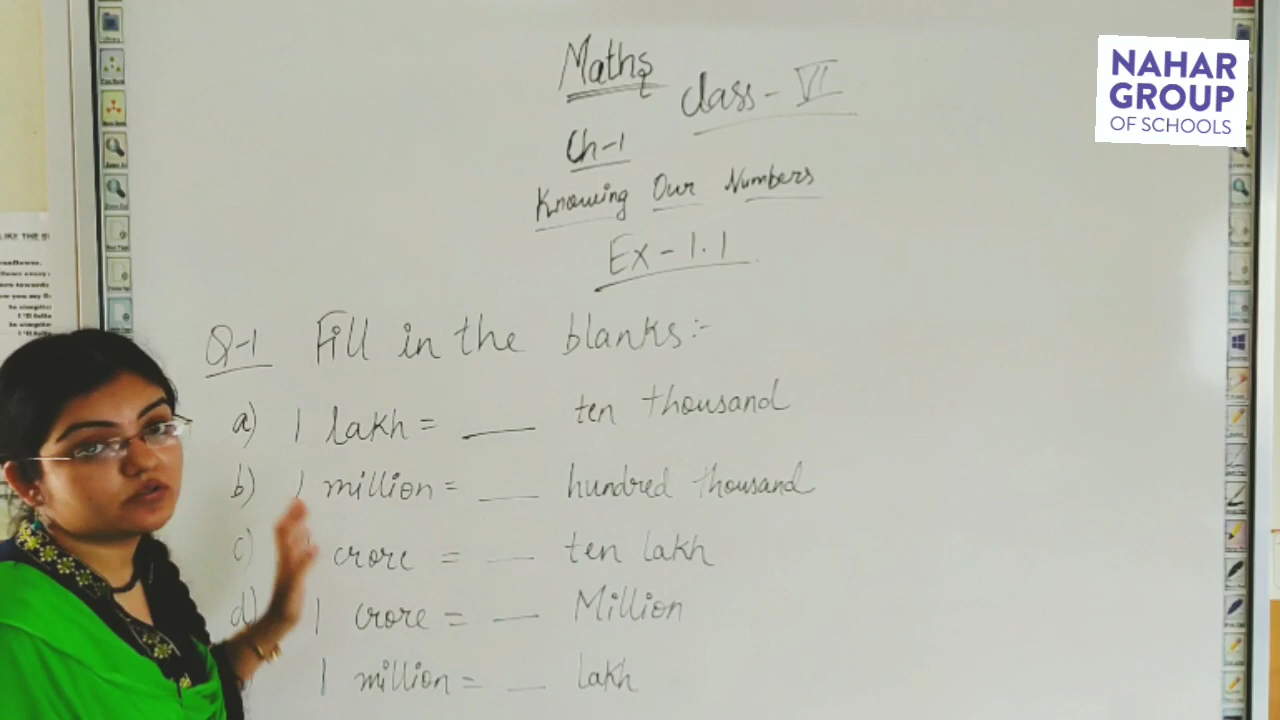 NAHAR
GROUP
OF SCHOOLS
Maths
Class - VI
Ch-1
Knowing Our Numbers
Ex - 1.1
Q-1 Fill in the blanks :-
a) 1 lakh = ___ ten thousand
b) 1 million = ___ hundred thousand
c) crore = ___ ten lakh
d) 1 crore = ___ Million
1 million = ___ lakh
LIKE THE